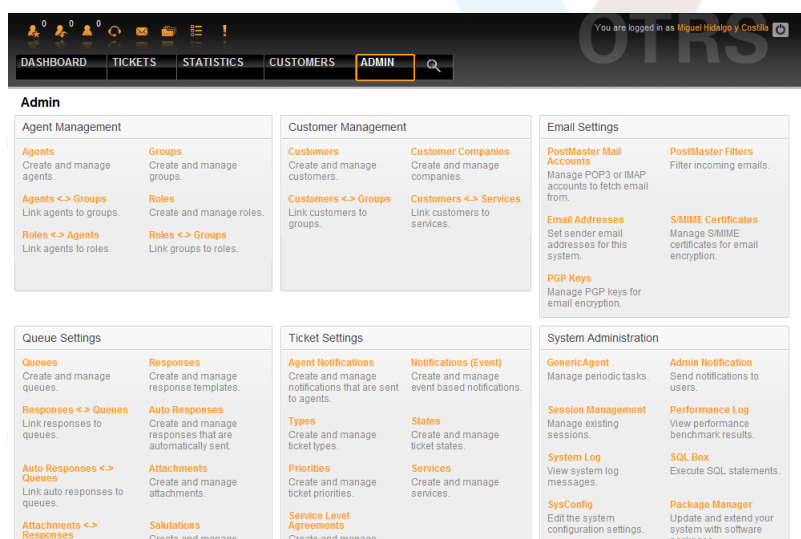 0 0 0
You are logged in as Miguel Hidalgo y Costilla
OTRS
DASHBOARD TICKETS STATISTICS CUSTOMERS ADMIN
Admin
Agent Management
Agents
Create and manage
agents.
Groups
Create and manage
groups.
Agents <-> Groups
Link agents to groups.
Roles
Create and manage roles.
Roles <-> Agents
Link agents to roles.
Roles <-> Groups
Link groups to roles.
Customer Management
Customers
Create and manage
customers.
Customer Companies
Create and manage
companies.
Customers <-> Groups
Link customers to
groups.
Customers <-> Services
Link customers to
services.
Email Settings
PostMaster Mail
Accounts
Manage POP3 or IMAP
accounts to fetch email
from.
PostMaster Filters
Filter incoming emails.
Email Addresses
Set sender email
addresses for this
system.
S/MIME Certificates
Manage S/MIME
certificates for email
encryption.
PGP Keys
Manage PGP keys for
email encryption.
Queue Settings
Queues
Create and manage
queues.
Responses
Create and manage
response templates.
Responses <-> Queues
Link responses to
queues.
Auto Responses
Create and manage
responses that are
automatically sent.
Auto Responses <->
Queues
Link auto responses to
queues.
Attachments
Create and manage
attachments.
Attachments <->
Responses
Salutations
Create and manage
Ticket Settings
Agent Notifications
Create and manage
notifications that are sent
to agents.
Notifications (Event)
Create and manage
event based notifications.
Types
Create and manage
ticket types.
States
Create and manage
ticket states.
Priorities
Create and manage
ticket priorities.
Services
Create and manage
services.
Service Level
Agreements
Create and manage
System Administration
GenericAgent
Manage periodic tasks.
Admin Notification
Send notifications to
users.
Session Management
Manage existing
sessions.
Performance Log
View performance
benchmark results.
System Log
View system log
messages.
SQL Box
Execute SQL statements.
SysConfig
Edit the system
configuration settings.
Package Manager
Update and extend your
system with software
packages.